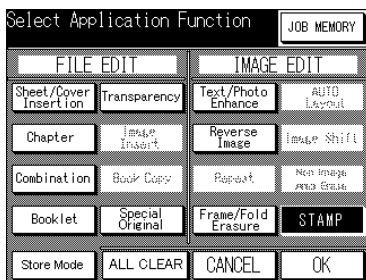 Select Application Function
JOB MEMORY
FILE EDIT
IMAGE EDIT
Sheet/Cover
Insertion
Transparency
Text/Photo
Enhance
AUTO
Layout
Chapter
Image
Insert
Reverse
Image
Image Shift
Combination
Book Copy
Repeat
Non Image
Area Erase
Booklet
Special
Original
Frame/Fold
Erasure
STAMP
Store Mode
ALL CLEAR
CANCEL
OK